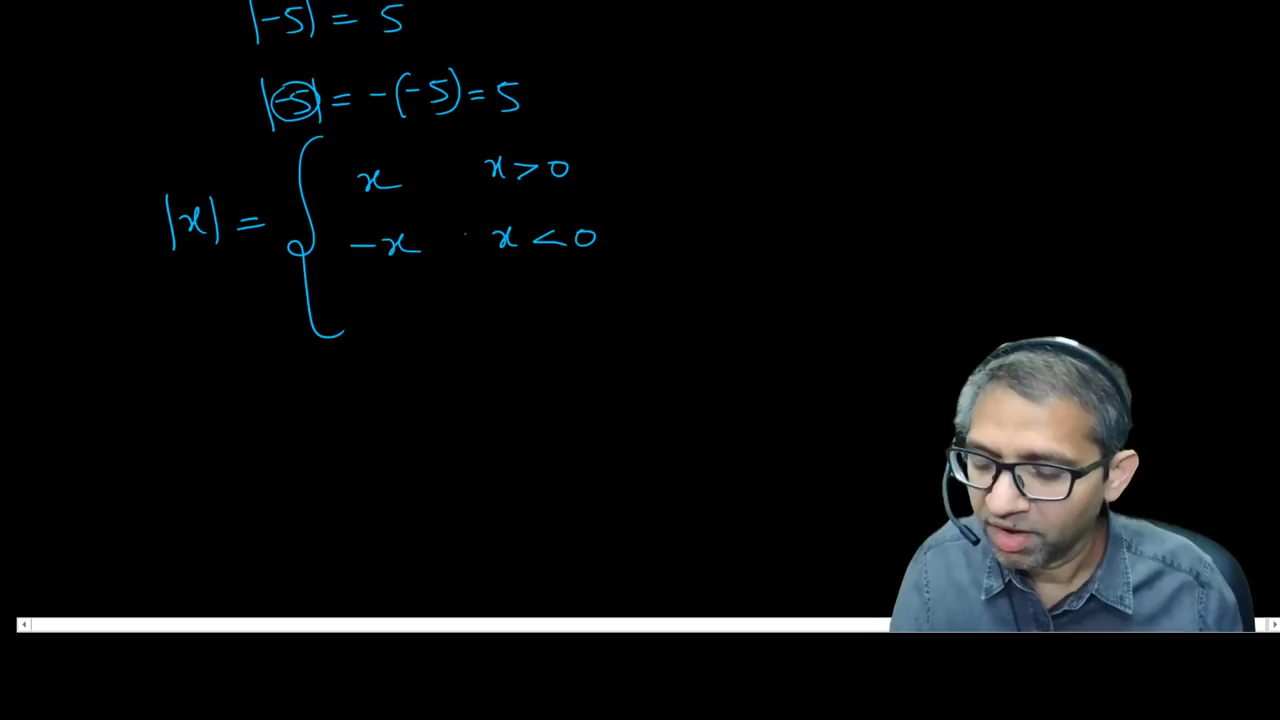 |-5| = 5
|-5| = -(-5) = 5
x x > 0
|x| = {
-x x < 0